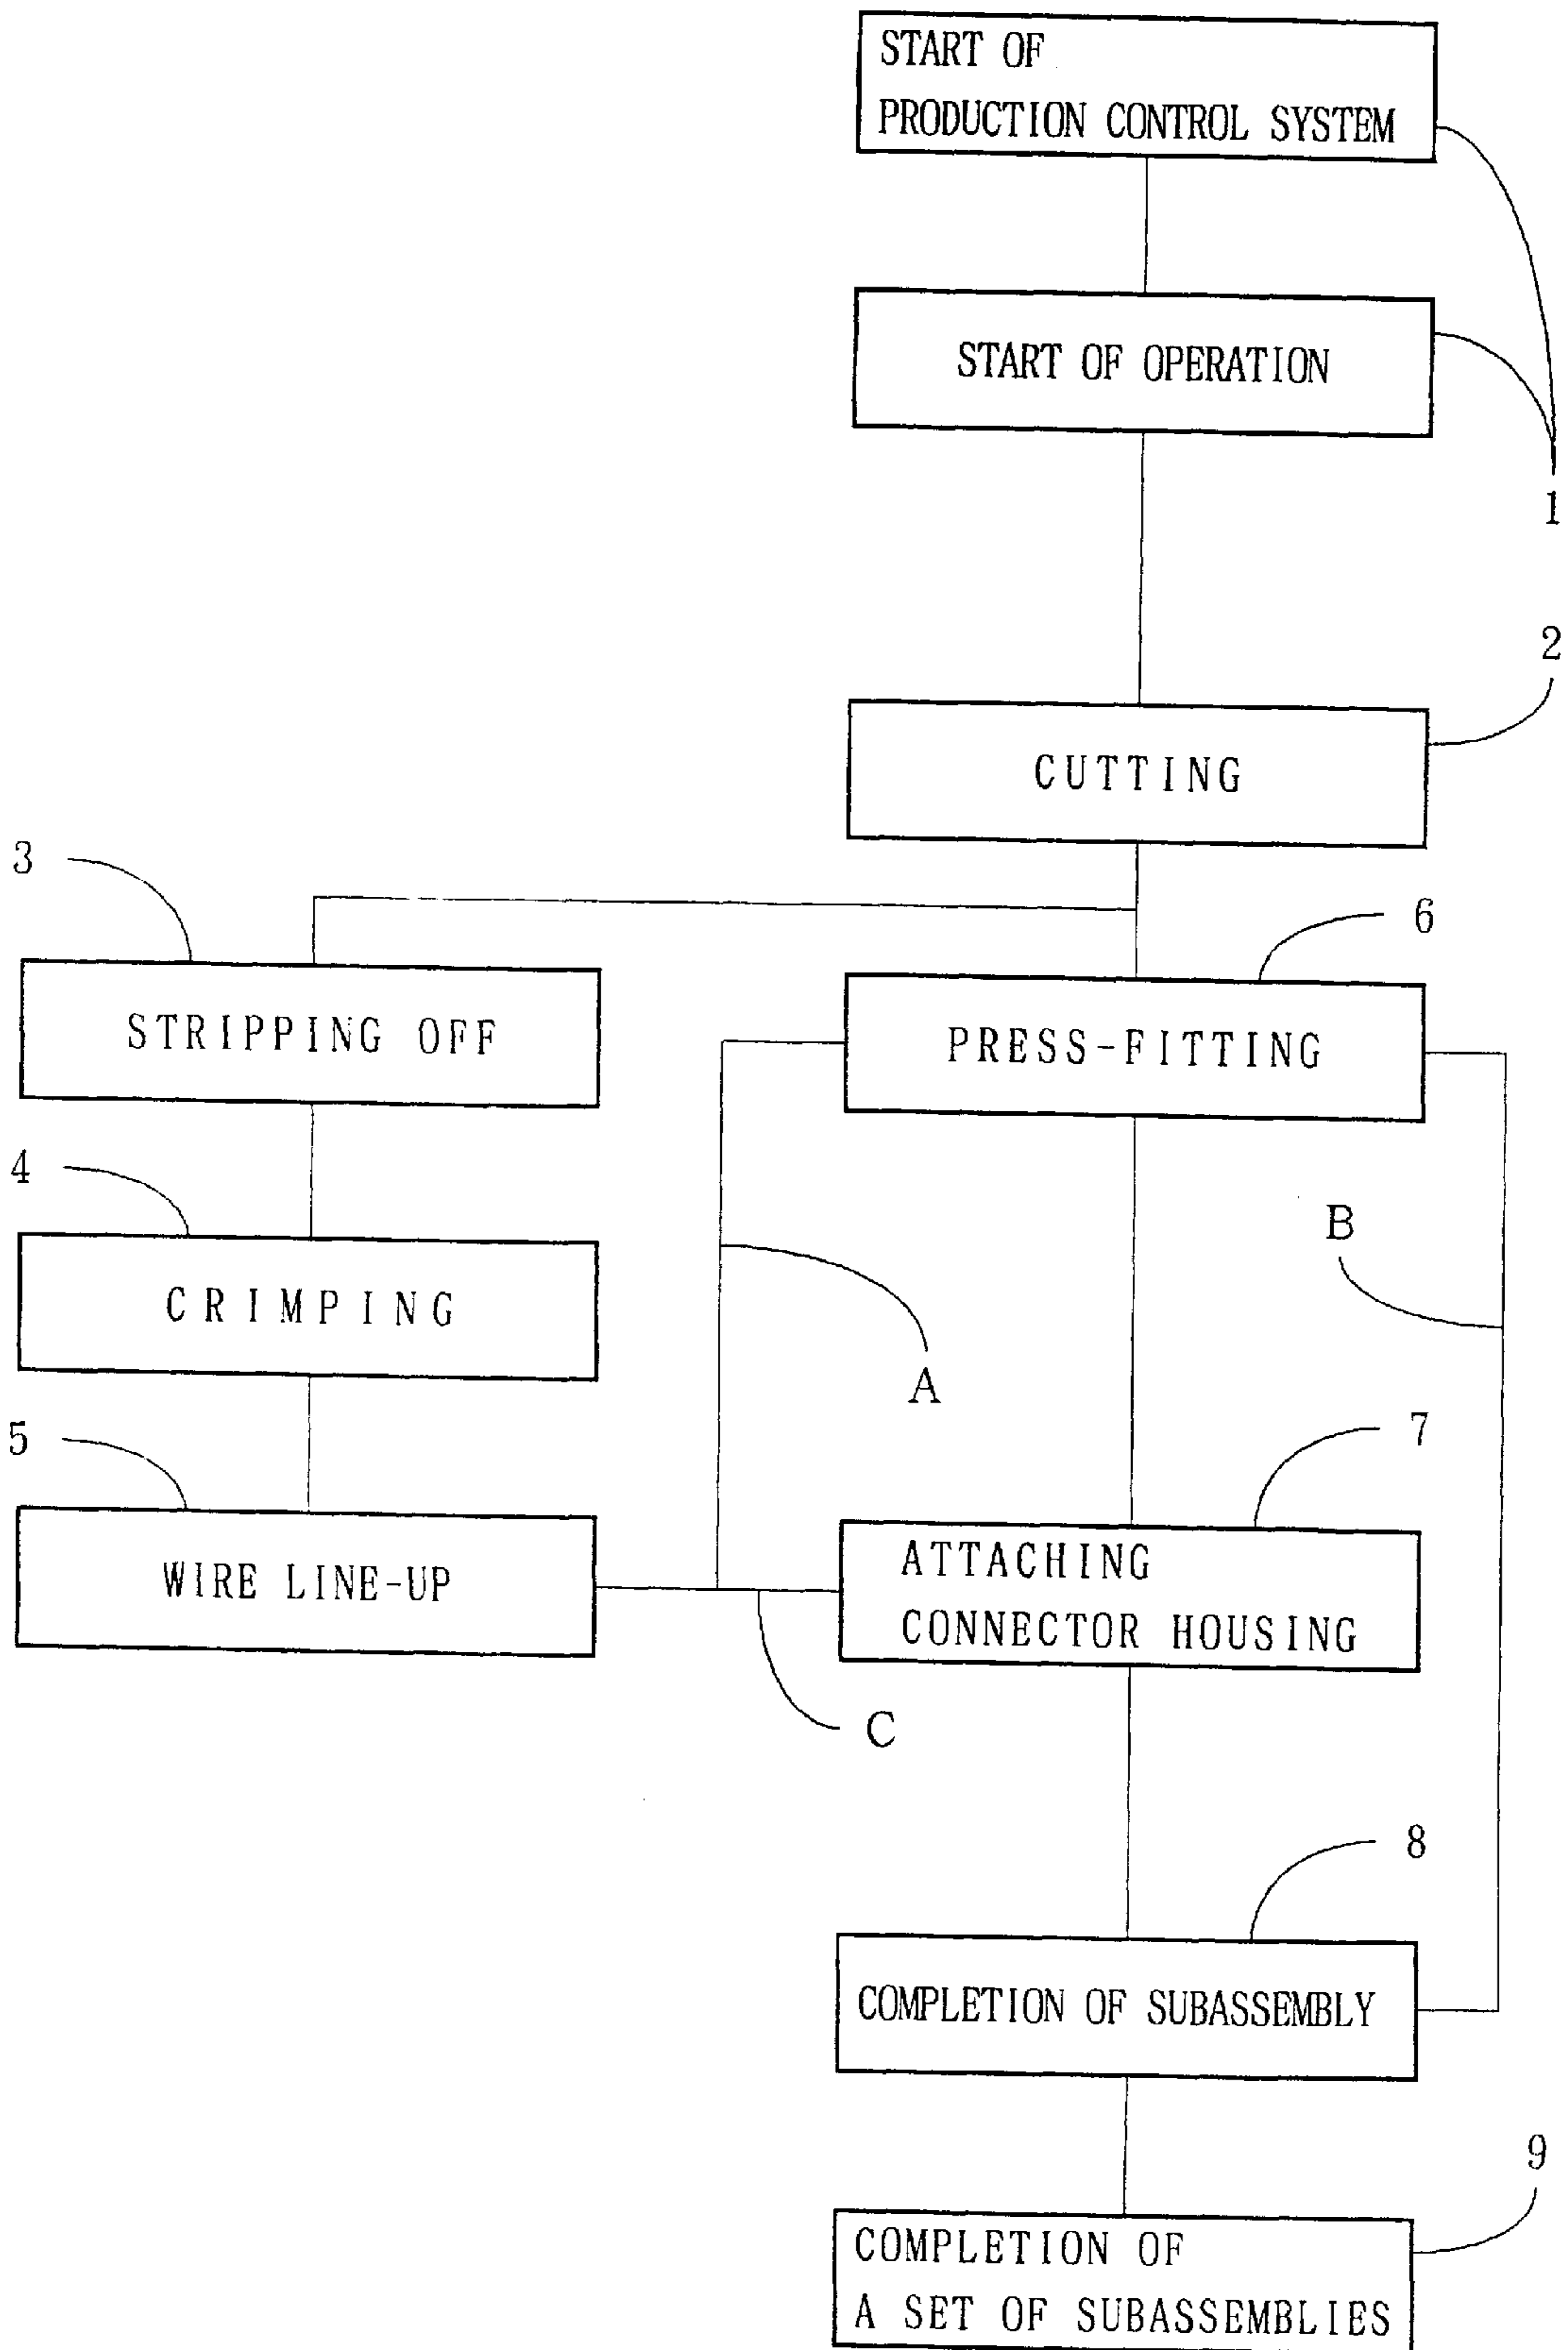 START OF
PRODUCTION CONTROL SYSTEM
START OF OPERATION
1
2
CUTTING
3
6
STRIPPING OFF
PRESS-FITTING
4
B
CRIMPING
A
5
7
WIRE LINE-UP
ATTACHING
CONNECTOR HOUSING
C
8
COMPLETION OF SUBASSEMBLY
9
COMPLETION OF
A SET OF SUBASSEMBLIES